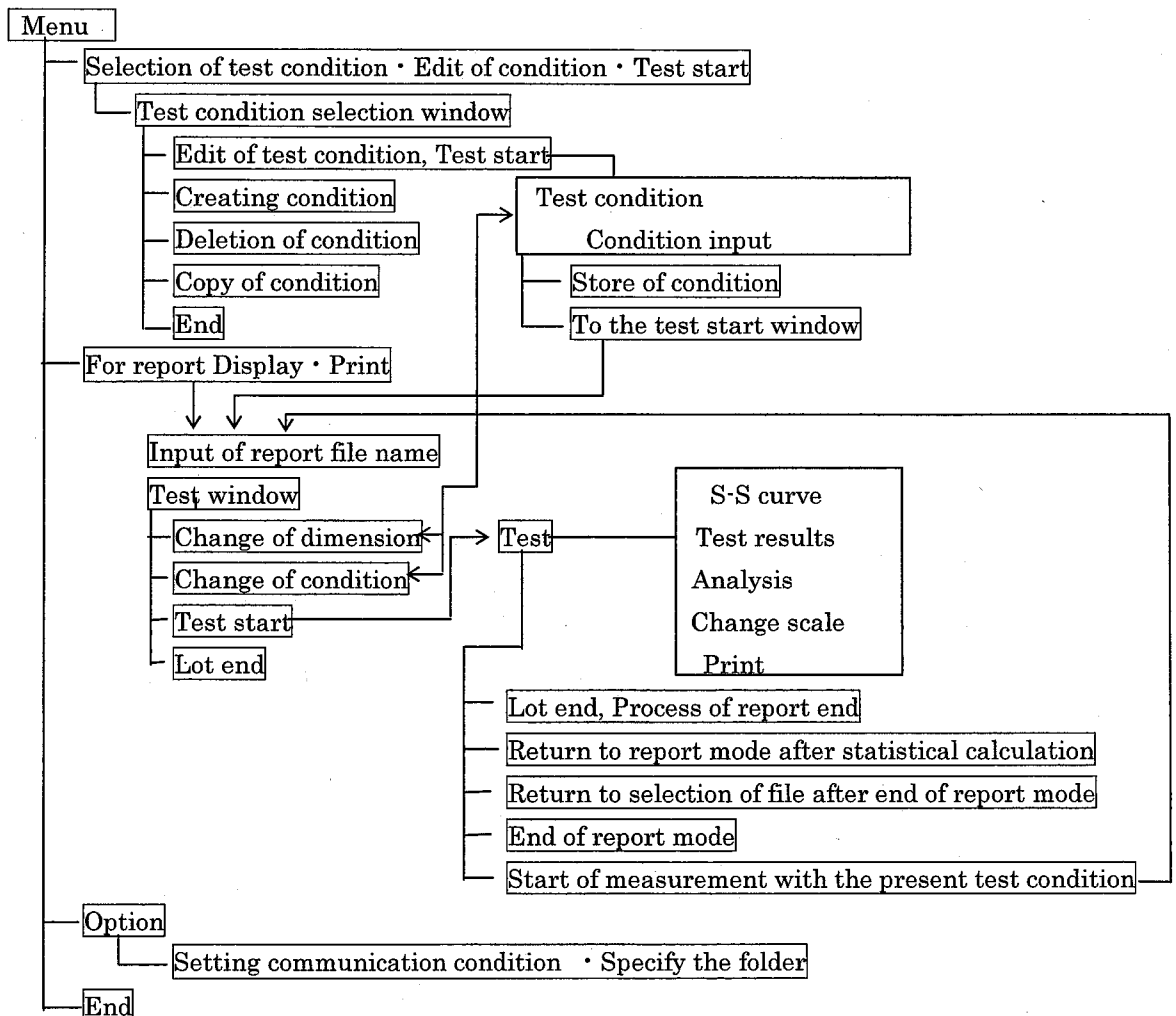 Menu
Selection of test condition・Edit of condition・Test start
Test condition selection window
Edit of test condition, Test start
Creating condition
Deletion of condition
Copy of condition
End
Test condition
Condition input
Store of condition
To the test start window
For report Display・Print
Input of report file name
Test window
Change of dimension
Change of condition
Test start
Lot end
Test
S-S curve
Test results
Analysis
Change scale
Print
Lot end, Process of report end
Return to report mode after statistical calculation
Return to selection of file after end of report mode
End of report mode
Start of measurement with the present test condition
Option
Setting communication condition ・Specify the folder
End